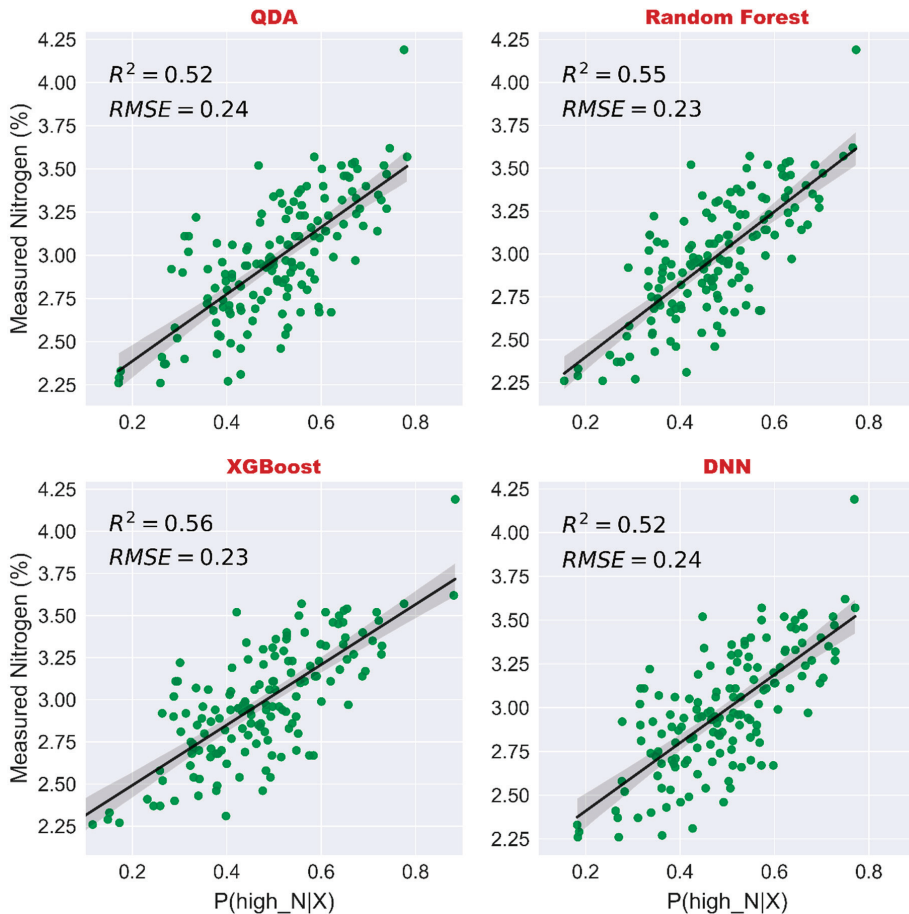 QDA
4.25
4.00
3.75
3.50
3.25
3.00
2.75
2.50
2.25
Measured Nitrogen (%)
R² = 0.52
RMSE = 0.24
0.2 0.4 0.6 0.8
Random Forest
4.25
4.00
3.75
3.50
3.25
3.00
2.75
2.50
2.25
R² = 0.55
RMSE = 0.23
0.2 0.4 0.6 0.8
XGBoost
4.25
4.00
3.75
3.50
3.25
3.00
2.75
2.50
2.25
Measured Nitrogen (%)
R² = 0.56
RMSE = 0.23
0.2 0.4 0.6 0.8
P(high_N|X)
DNN
4.25
4.00
3.75
3.50
3.25
3.00
2.75
2.50
2.25
R² = 0.52
RMSE = 0.24
0.2 0.4 0.6 0.8
P(high_N|X)